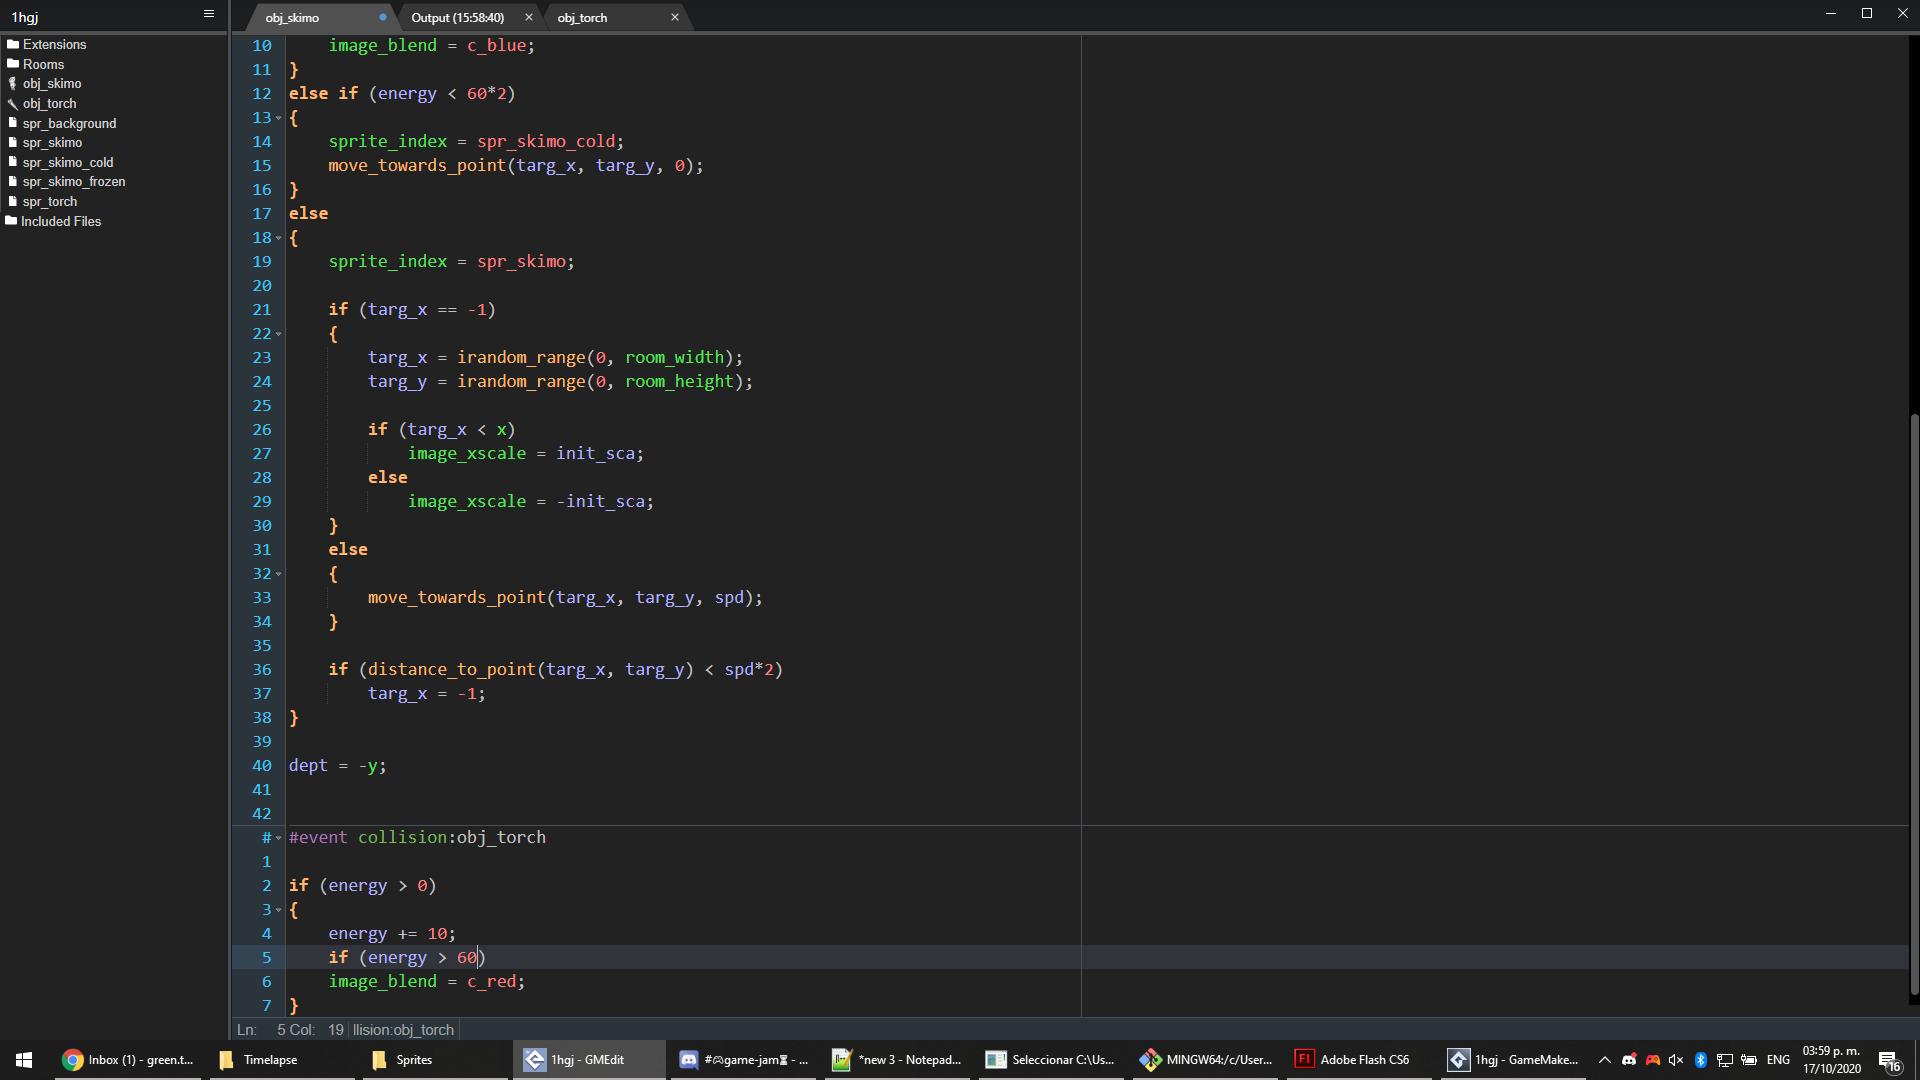 1hgj
obj_skimo
Output (15:58:40)
obj_torch
Extensions
Rooms
obj_skimo
obj_torch
spr_background
spr_skimo
spr_skimo_cold
spr_skimo_frozen
spr_torch
Included Files
10 image_blend = c_blue;
11 }
12 else if (energy < 60*2)
13 {
14 sprite_index = spr_skimo_cold;
15 move_towards_point(targ_x, targ_y, 0);
16 }
17 else
18 {
19 sprite_index = spr_skimo;
20
21 if (targ_x == -1)
22 {
23 targ_x = irandom_range(0, room_width);
24 targ_y = irandom_range(0, room_height);
25
26 if (targ_x < x)
27 image_xscale = init_sca;
28 else
29 image_xscale = -init_sca;
30 }
31 else
32 {
33 move_towards_point(targ_x, targ_y, spd);
34 }
35
36 if (distance_to_point(targ_x, targ_y) < spd*2)
37 targ_x = -1;
38 }
39
40 dept = -y;
41
42
# #event collision:obj_torch
1
2 if (energy > 0)
3 {
4 energy += 10;
5 if (energy > 60)
6 image_blend = c_red;
7 }
Ln: 5 Col: 19 llision:obj_torch
Inbox (1) - green.t...
Timelapse
Sprites
1hgj - GMEdit
#🎮game-jam⏳ - ...
*new 3 - Notepad...
Seleccionar C:\Us...
MINGW64:/c/User...
Adobe Flash CS6
1hgj - GameMake...
ENG
03:59 p. m.
17/10/2020
16